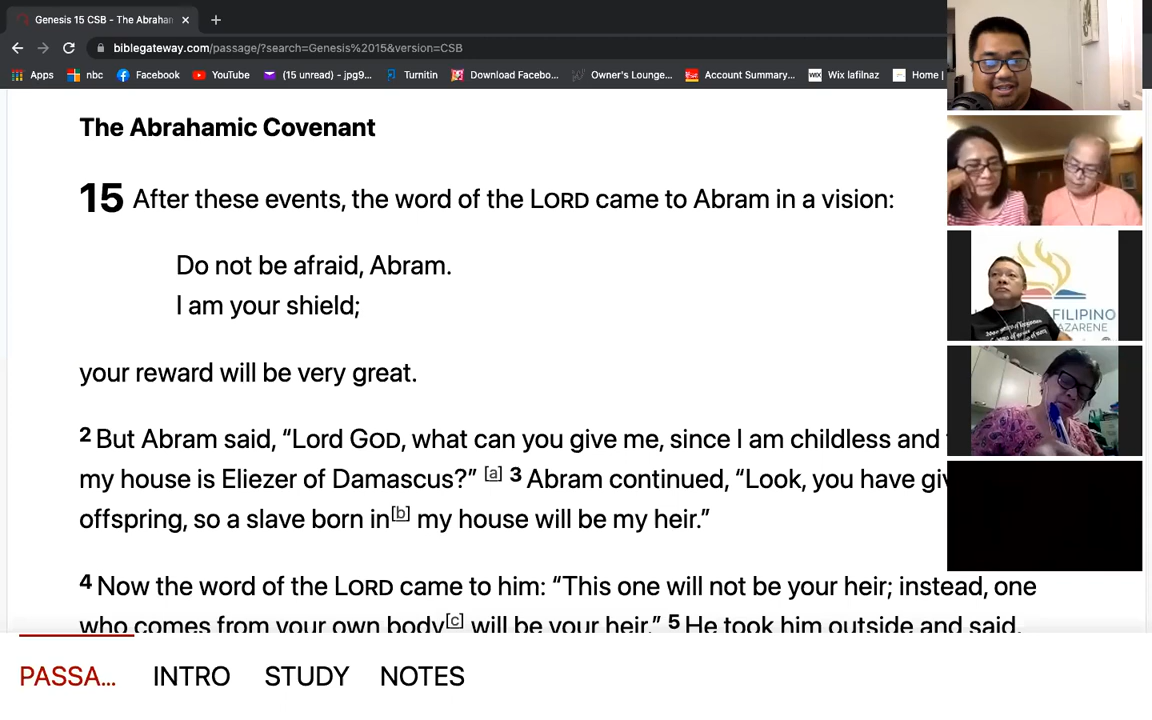 Genesis 15 CSB - The Abrahan
biblegateway.com/passage/?search=Genesis%2015&version=CSB
Apps nbc Facebook YouTube (15 unread) - jpg9... Turnitin Download Facebo... Owner's Lounge... Account Summary... WIX Wix lafilnaz Home |
The Abrahamic Covenant
15 After these events, the word of the LORD came to Abram in a vision:
Do not be afraid, Abram.
I am your shield;
your reward will be very great.
2 But Abram said, “Lord GOD, what can you give me, since I am childless and
my house is Eliezer of Damascus?” [a] 3 Abram continued, “Look, you have giv
offspring, so a slave born in[b] my house will be my heir.”
4 Now the word of the LORD came to him: “This one will not be your heir; instead, one
who comes from your own body[c] will be your heir.” 5 He took him outside and said,
PASSA... INTRO STUDY NOTES
FILIPINO
AZARENE